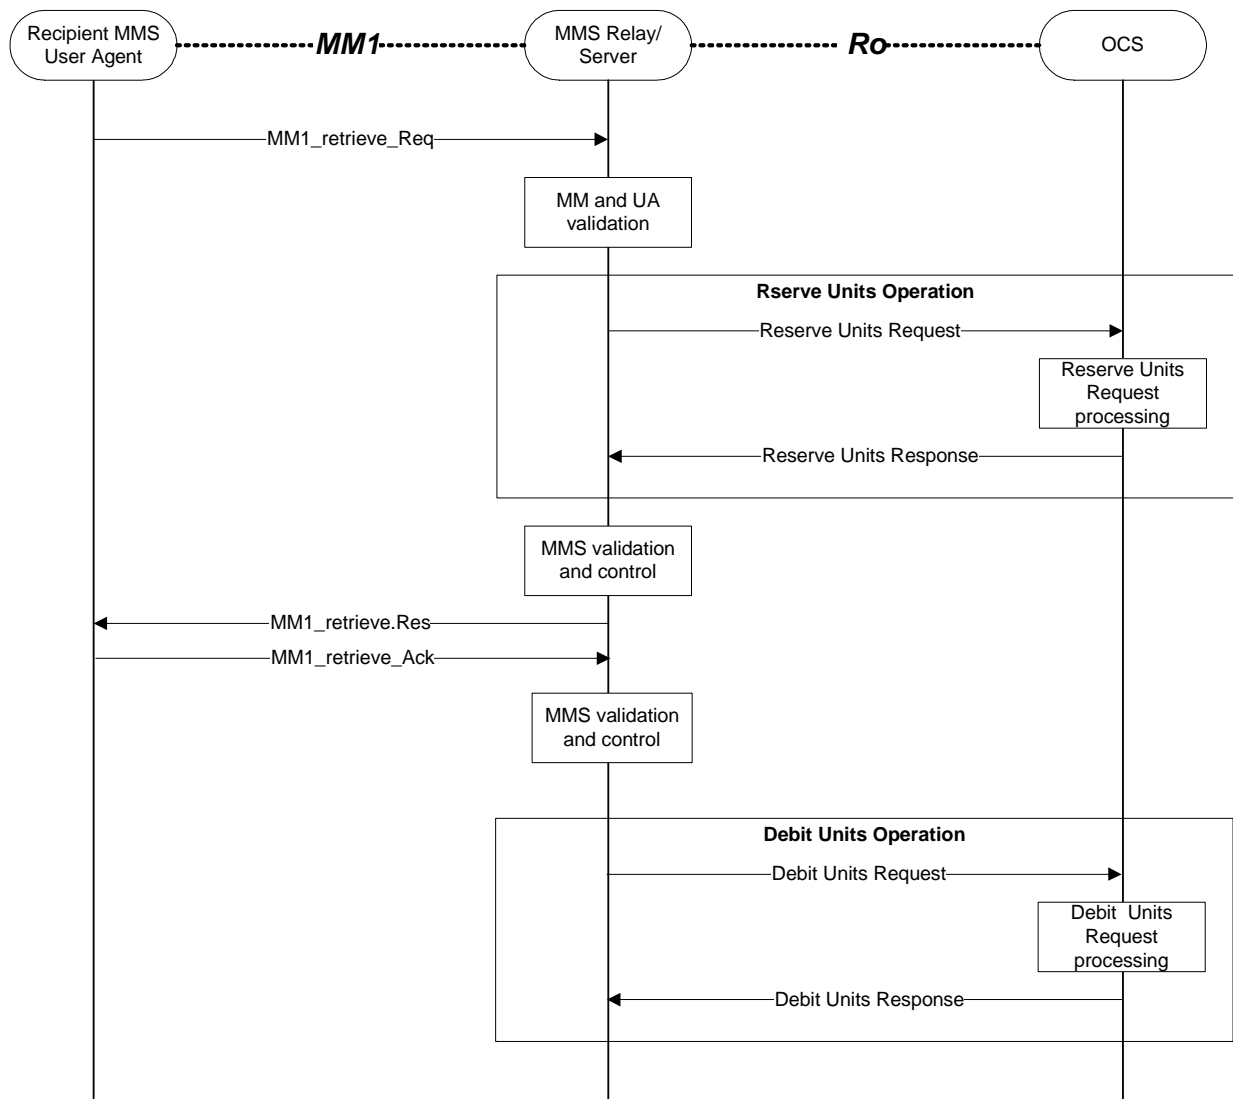 Recipient MMS
User Agent
MM1
MMS Relay/
Server
Ro
OCS
MM1_retrieve_Req
MM and UA
validation
Rserve Units Operation
Reserve Units Request
Reserve Units
Request
processing
Reserve Units Response
MMS validation
and control
MM1_retrieve.Res
MM1_retrieve_Ack
MMS validation
and control
Debit Units Operation
Debit Units Request
Debit  Units
Request
processing
Debit Units Response